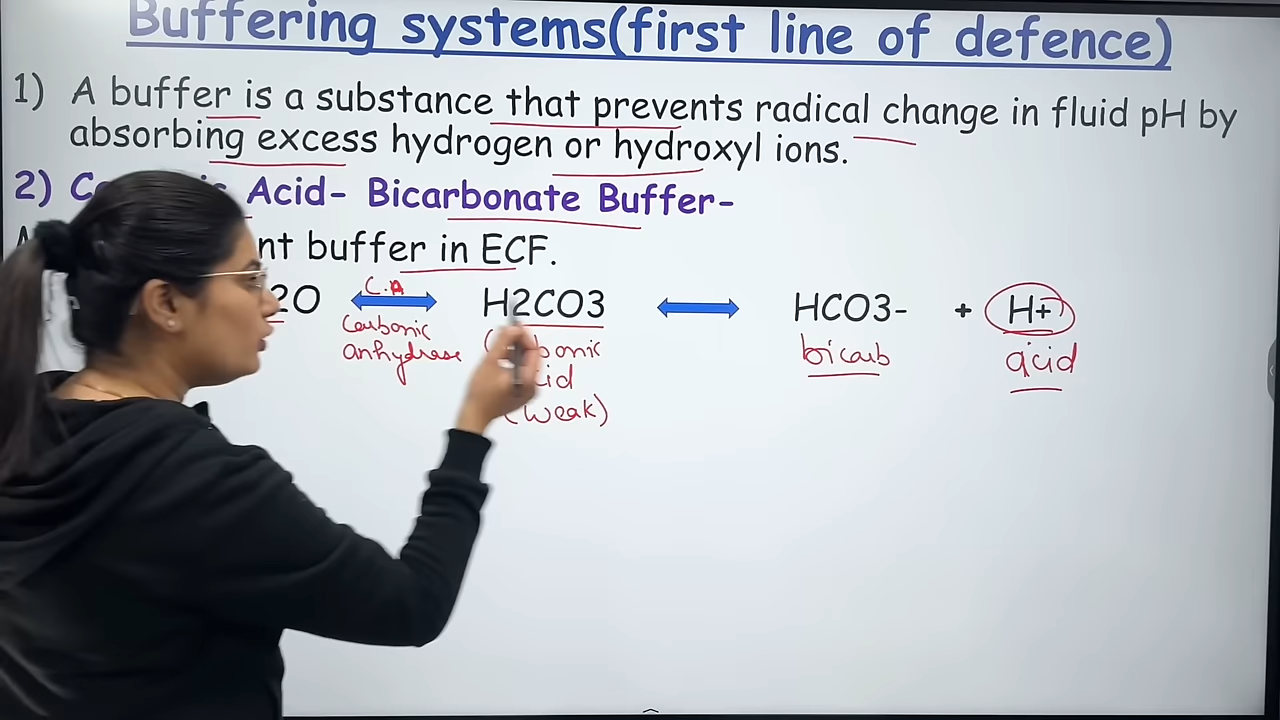 Buffering systems(first line of defence)
1) A buffer is a substance that prevents radical change in fluid pH by
absorbing excess hydrogen or hydroxyl ions.
2) Acid- Bicarbonate Buffer-
buffer in ECF.
C.A
2O H2CO3 HCO3- + H+
Carbonic
anhydrase
bicarb acid
(weak)